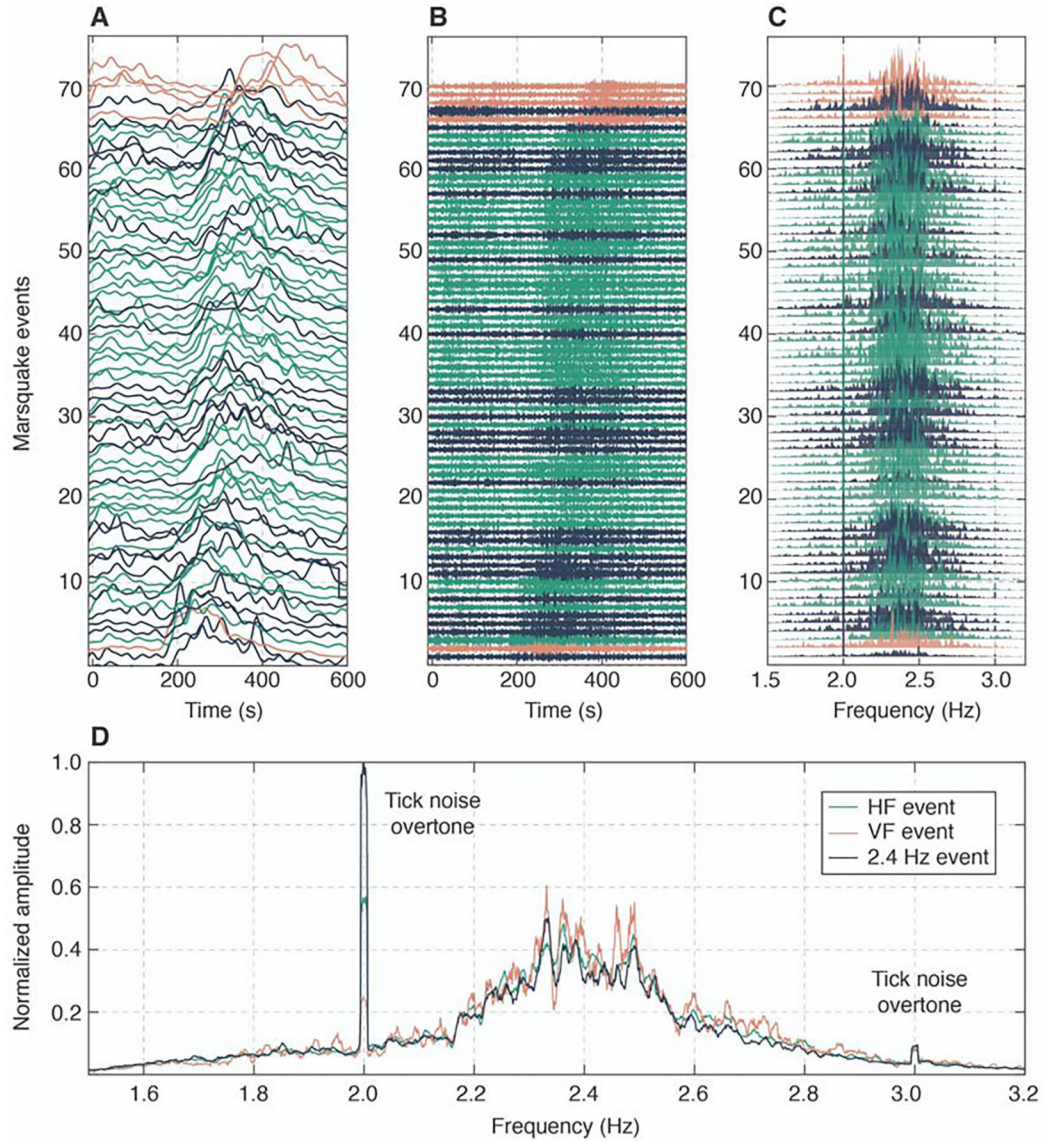 A
B
C
70
60
50
40
30
20
10
Marsquake events
0 200 400 600
Time (s)
70
60
50
40
30
20
10
0 200 400 600
Time (s)
70
60
50
40
30
20
10
1.5 2.0 2.5 3.0
Frequency (Hz)
D
1.0
0.8
0.6
0.4
0.2
Normalized amplitude
Tick noise
overtone
HF event
VF event
2.4 Hz event
Tick noise
overtone
1.6 1.8 2.0 2.2 2.4 2.6 2.8 3.0 3.2
Frequency (Hz)